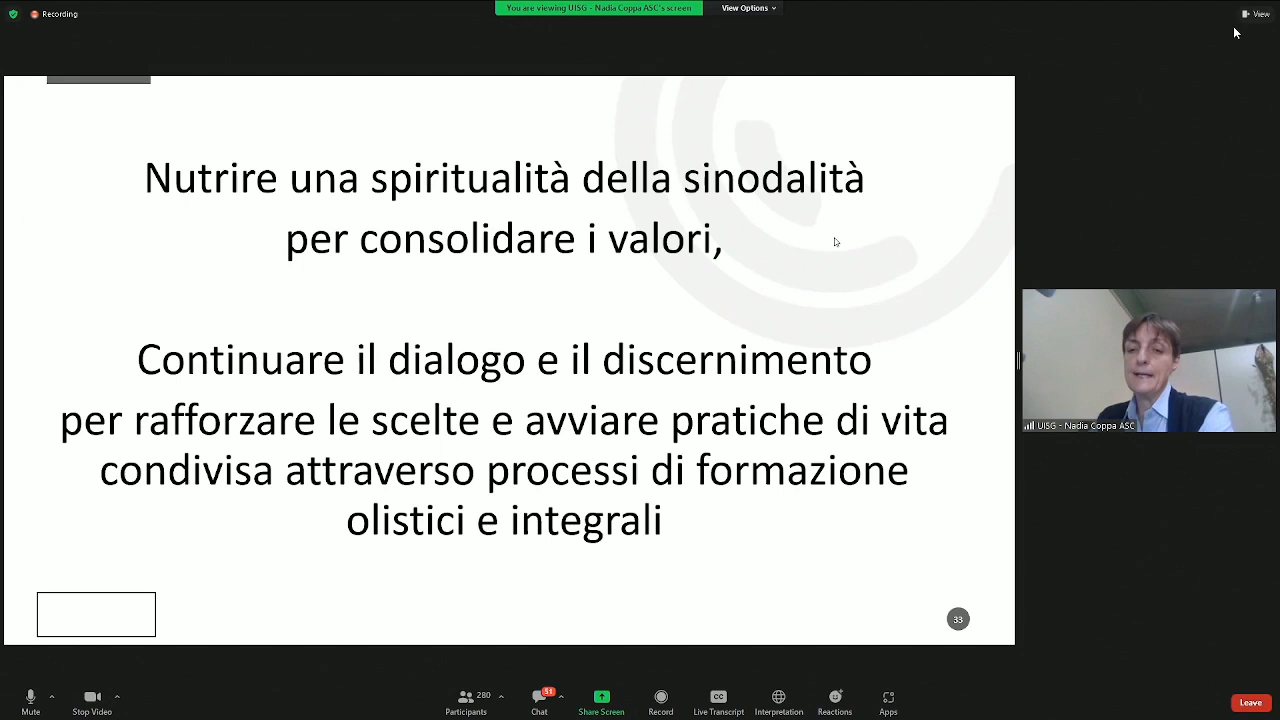 Recording
You are viewing UISG - Nadia Coppa ASC's screen
View Options
View
Nutrire una spiritualità della sinodalità
per consolidare i valori,
Continuare il dialogo e il discernimento
per rafforzare le scelte e avviare pratiche di vita
condivisa attraverso processi di formazione
olistici e integrali
33
UISG - Nadia Coppa ASC
Mute
Stop Video
280
Participants
51
Chat
Share Screen
Record
CC
Live Transcript
Interpretation
Reactions
Apps
Leave